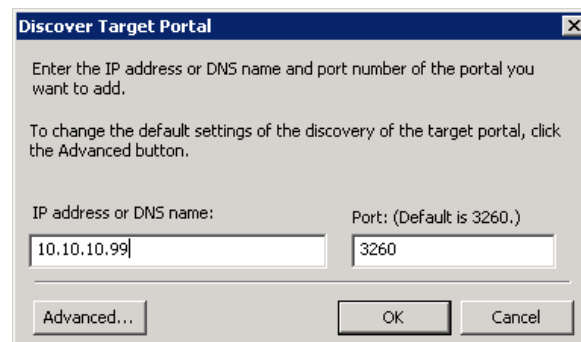 Discover Target Portal
Enter the IP address or DNS name and port number of the portal you
want to add.
To change the default settings of the discovery of the target portal, click
the Advanced button.
IP address or DNS name:
Port: (Default is 3260.)
10.10.10.99
3260
Advanced...
OK
Cancel